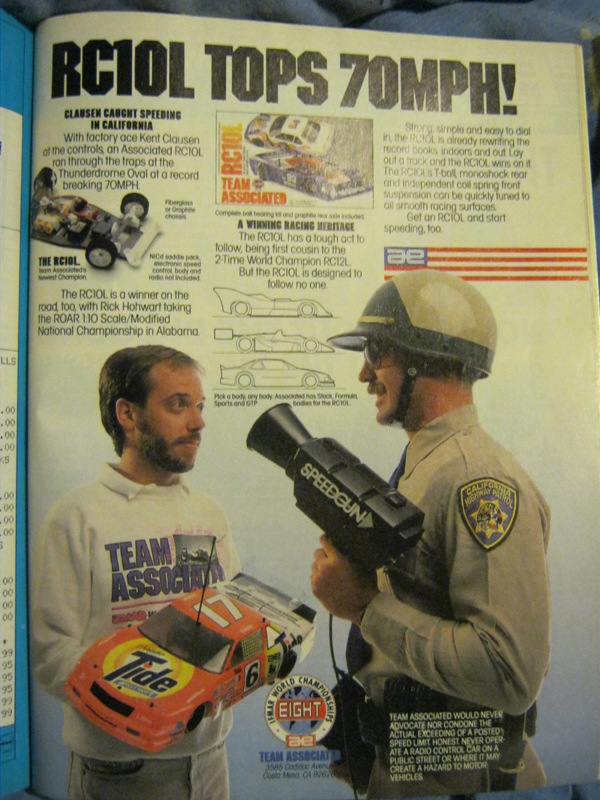 RC10L TOPS 70MPH!
CLAUSEN CAUGHT SPEEDING
IN CALIFORNIA
With factory ace Kent Clausen
at the controls, an Associated RC10L
ran through the traps at the
Thunderdrome Oval at a record
breaking 70MPH.
Fiberglass
or Graphite
chassis
THE RC10L.
Team Associated's
Newest Champion.
NiCd saddle pack,
electronic speed
control, body and
radio not included.
The RC10L is a winner on the
road, too, with Rick Hohwart taking
the ROAR 1:10 Scale/Modified
National Championship in Alabama.
RC10L
TEAM
ASSOCIATED
Complete ball bearing kit and graphite rear axle included.
A WINNING RACING HERITAGE
The RC10L has a tough act to
follow, being first cousin to the
2-Time World Champion RC12L.
But the RC10L is designed to
follow no one.
Pick a body, any body. Associated has Stock, Formula,
Sports and GTP bodies for the RC10L.
Strong, simple and easy to dial
in, the RC10L is already rewriting the
record books, indoors and out. Lay
out a track and the RC10L wins on it.
The RC10L's T-ball, monoshock rear
and independent coil spring front
suspension can be quickly tuned to
all smooth racing surfaces.
Get an RC10L and start
speeding, too.
ae
SPEEDGUN
CALIFORNIA
HIGHWAY PATROL
TEAM
ASSOCIATED
17
Tide
6
IFMAR WORLD CHAMPIONSHIPS
EIGHT
ae
TEAM ASSOCIATED
3585 Cadillac Avenue
Costa Mesa, CA 92626
TEAM ASSOCIATED WOULD NEVER
ADVOCATE NOR CONDONE THE
ACTUAL EXCEEDING OF A POSTED
SPEED LIMIT. HONEST. NEVER OPER-
ATE A RADIO CONTROL CAR ON A
PUBLIC STREET OR WHERE IT MAY
CREATE A HAZARD TO MOTOR
VEHICLES.